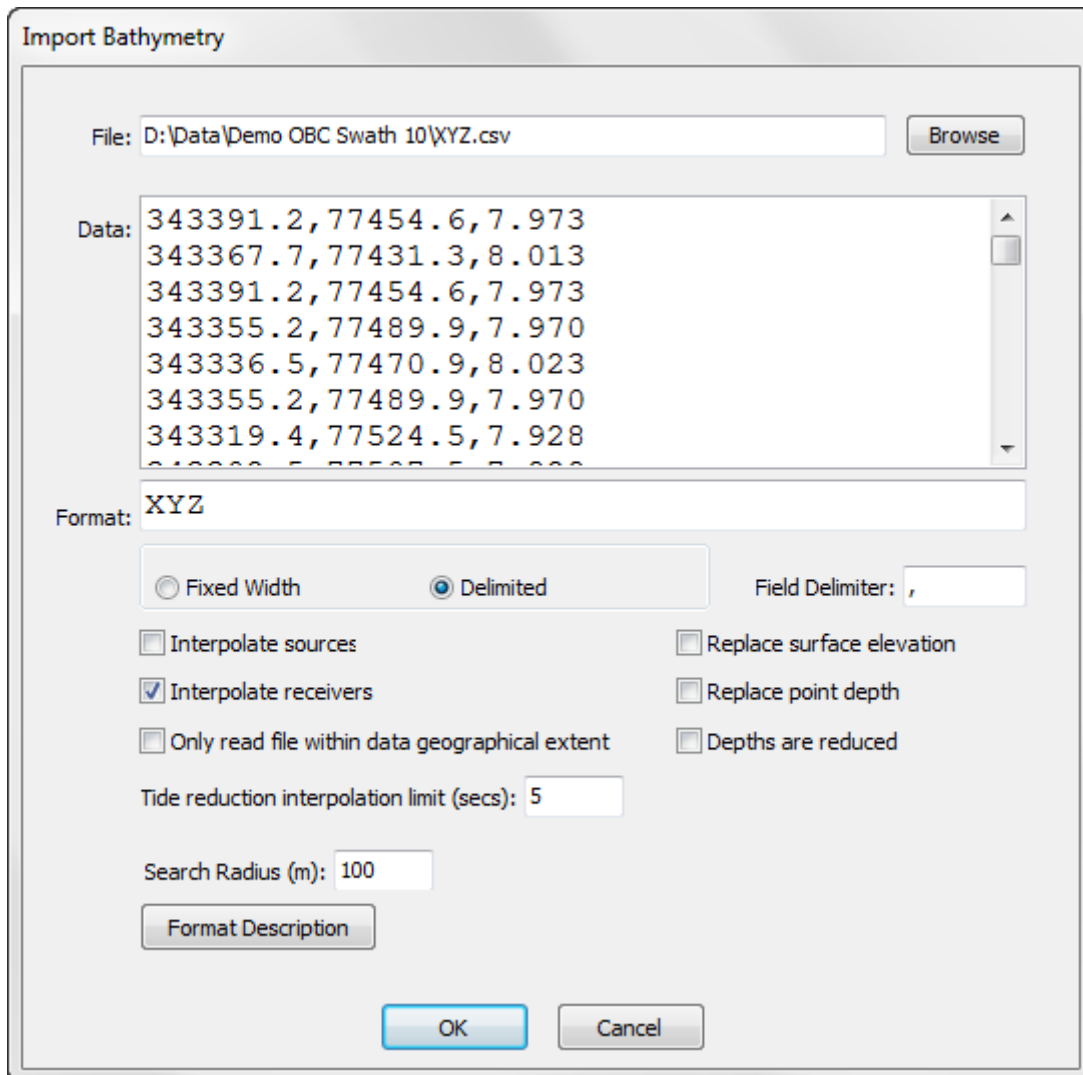 Import Bathymetry
File: D:\Data\Demo OBC Swath 10\XYZ.csv Browse
Data:
343391.2,77454.6,7.973
343367.7,77431.3,8.013
343391.2,77454.6,7.973
343355.2,77489.9,7.970
343336.5,77470.9,8.023
343355.2,77489.9,7.970
343319.4,77524.5,7.928
Format: XYZ
Fixed Width Delimited Field Delimiter: ,
Interpolate sources Replace surface elevation
Interpolate receivers Replace point depth
Only read file within data geographical extent Depths are reduced
Tide reduction interpolation limit (secs): 5
Search Radius (m): 100
Format Description
OK Cancel